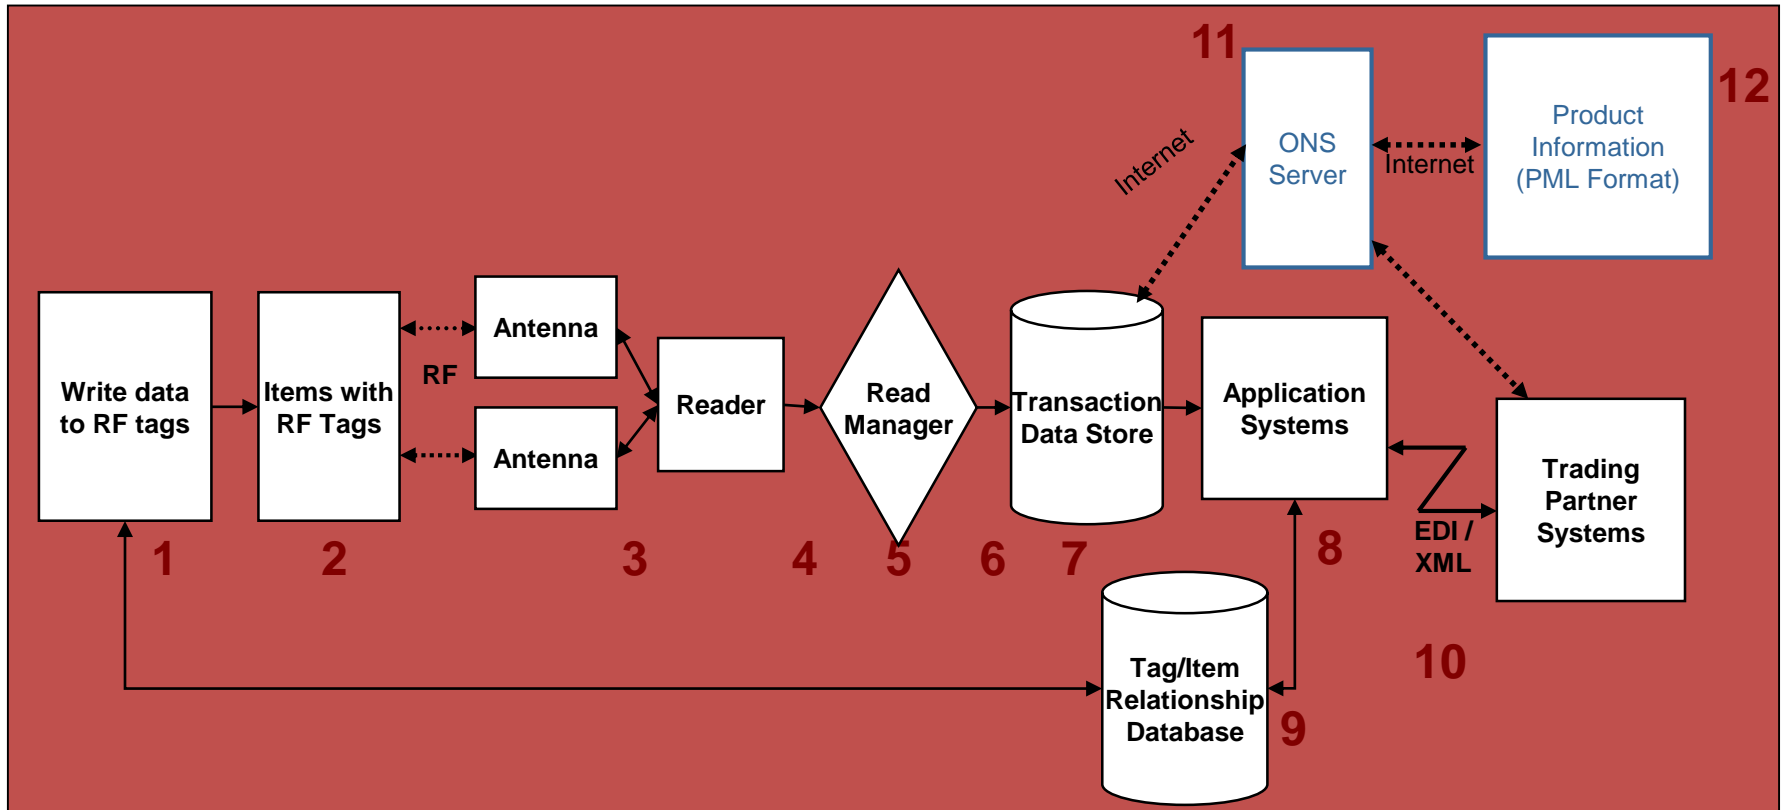 11
12
Product
Information
(PML Format)
ONS
Server
Internet
Internet
Write data
to RF tags
Items with
RF Tags
RF
Antenna
Antenna
Reader
Read
Manager
Transaction
Data Store
Application
Systems
Trading
Partner
Systems
EDI /
XML
1
2
3
4
5
6
7
8
Tag/Item
Relationship
Database
9
10